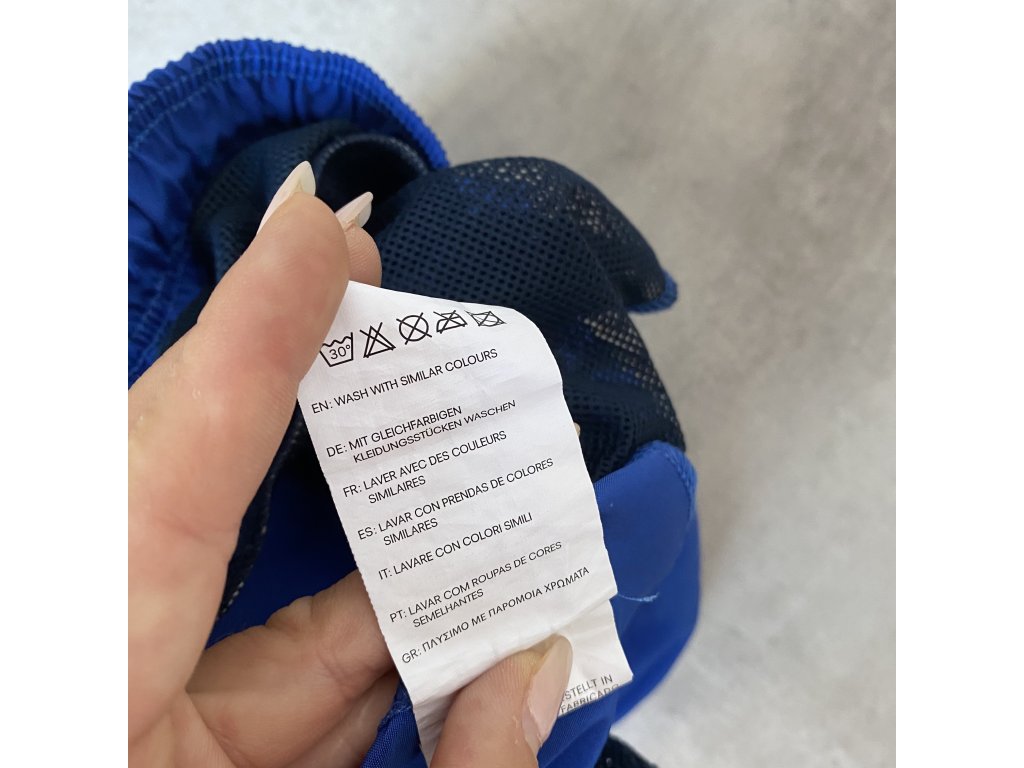 30°
EN: WASH WITH SIMILAR COLOURS
DE: MIT GLEICHFARBIGEN
KLEIDUNGSSTÜCKEN WASCHEN
FR: LAVER AVEC DES COULEURS
SIMILAIRES
ES: LAVAR CON PRENDAS DE COLORES
SIMILARES
IT: LAVARE CON COLORI SIMILI
PT: LAVAR COM ROUPAS DE CORES
SEMELHANTES
GR: ΠΛΥΣΙΜΟ ΜΕ ΠΑΡΟΜΟΙΑ ΧΡΩΜΑΤΑ
IN